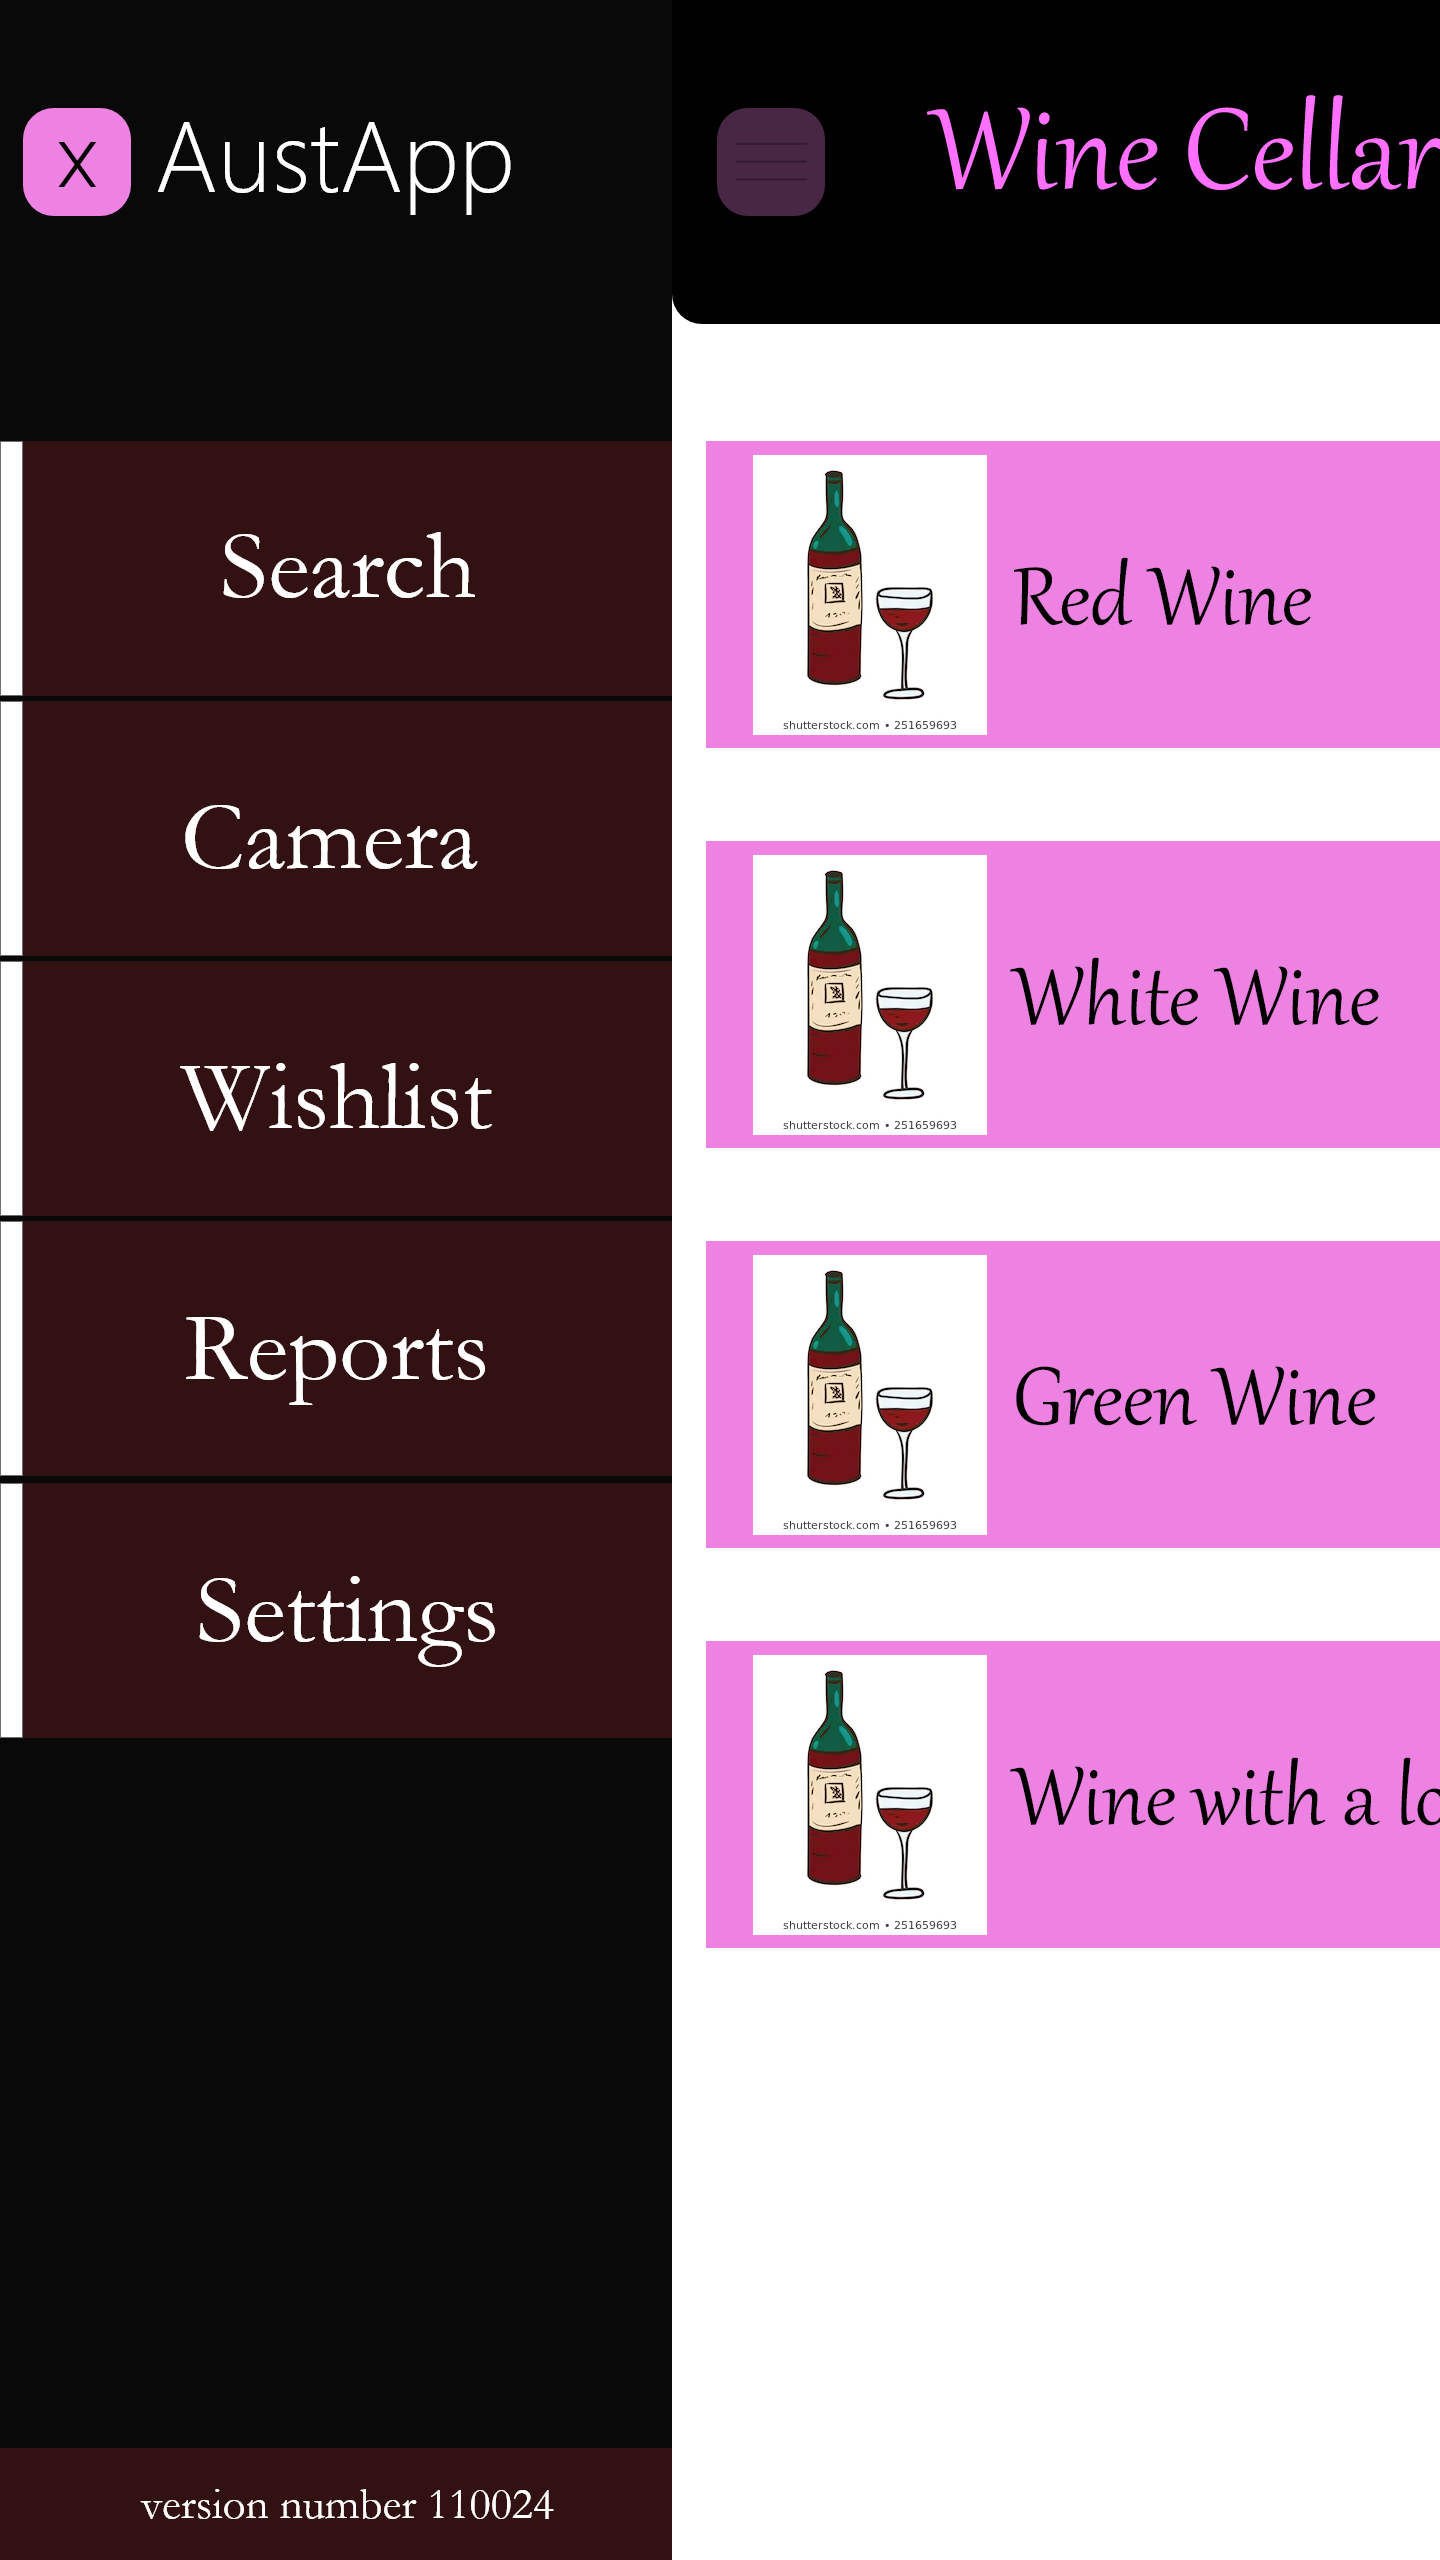 X AustApp
Search
Camera
Wishlist
Reports
Settings
version number 110024
Wine Cellar
Red Wine
shutterstock.com • 251659693
White Wine
shutterstock.com • 251659693
Green Wine
shutterstock.com • 251659693
Wine with a lo
shutterstock.com • 251659693